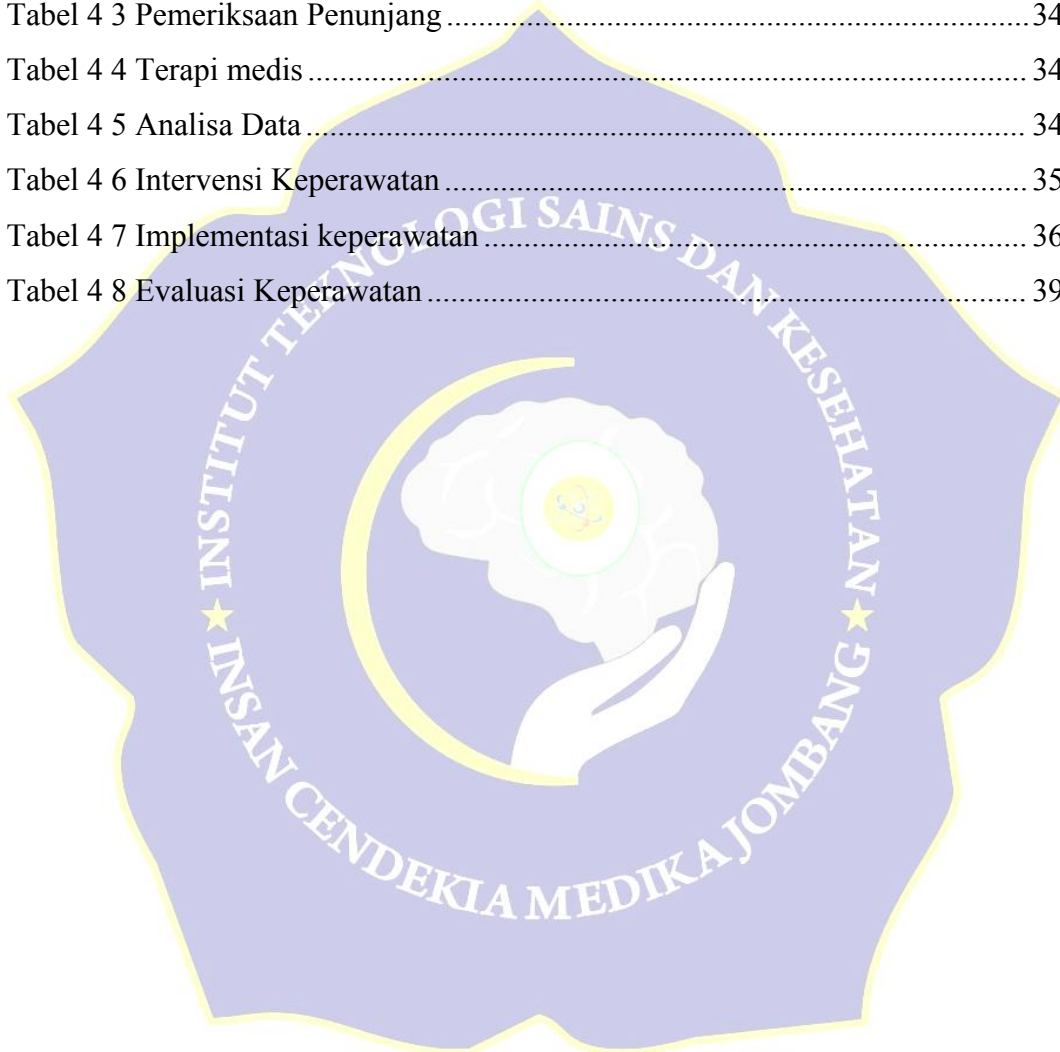 Tabel 4 3 Pemeriksaan Penunjang ........................................................................ 34
Tabel 4 4 Terapi medis ........................................................................ 34
Tabel 4 5 Analisa Data ........................................................................ 34
Tabel 4 6 Intervensi Keperawatan ........................................................................ 35
Tabel 4 7 Implementasi keperawatan ........................................................................ 36
Tabel 4 8 Evaluasi Keperawatan ........................................................................ 39
INSTITUT TEKNOLOGI SAINS DAN KESEHATAN
INSAN CENDEKIA MEDIKA JOMBANG